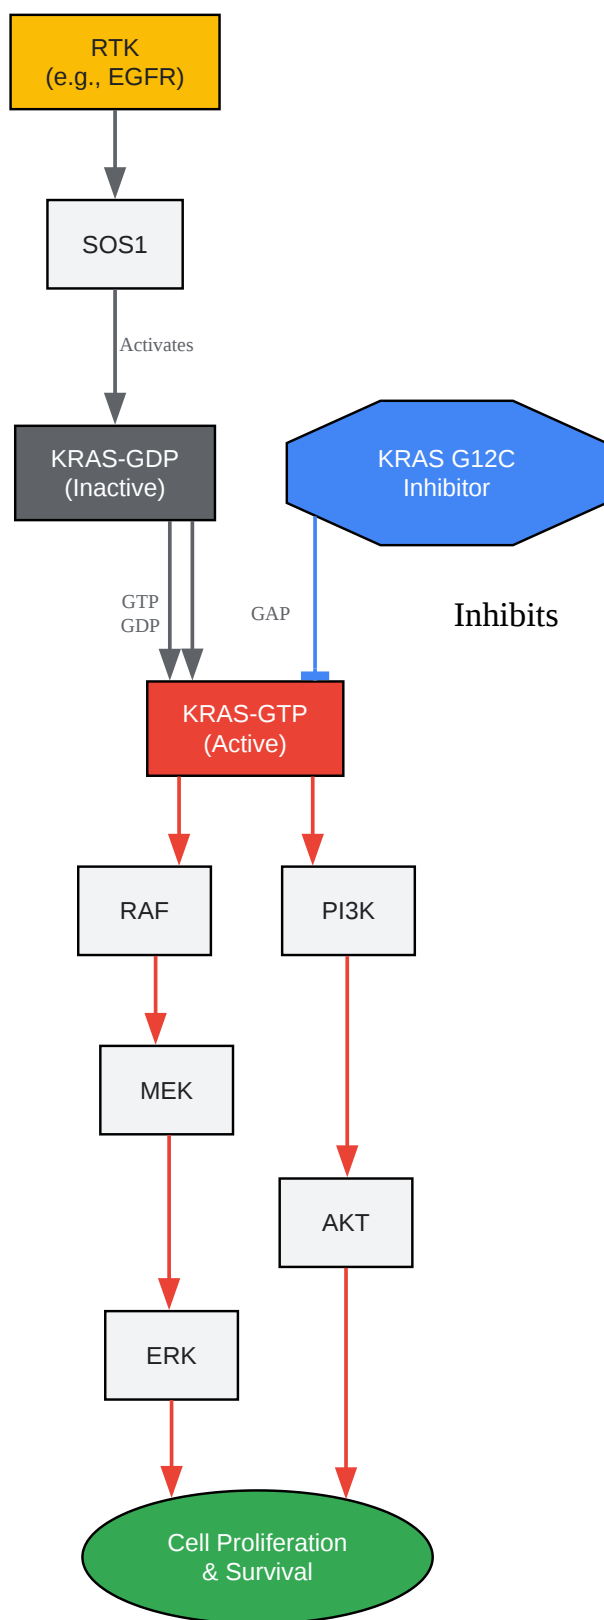 RTK
(e.g., EGFR)
SOS1
Activates
KRAS-GDP
(Inactive)
KRAS G12C
Inhibitor
GTP
GDP
GAP
Inhibits
KRAS-GTP
(Active)
RAF
PI3K
MEK
AKT
ERK
Cell Proliferation
& Survival